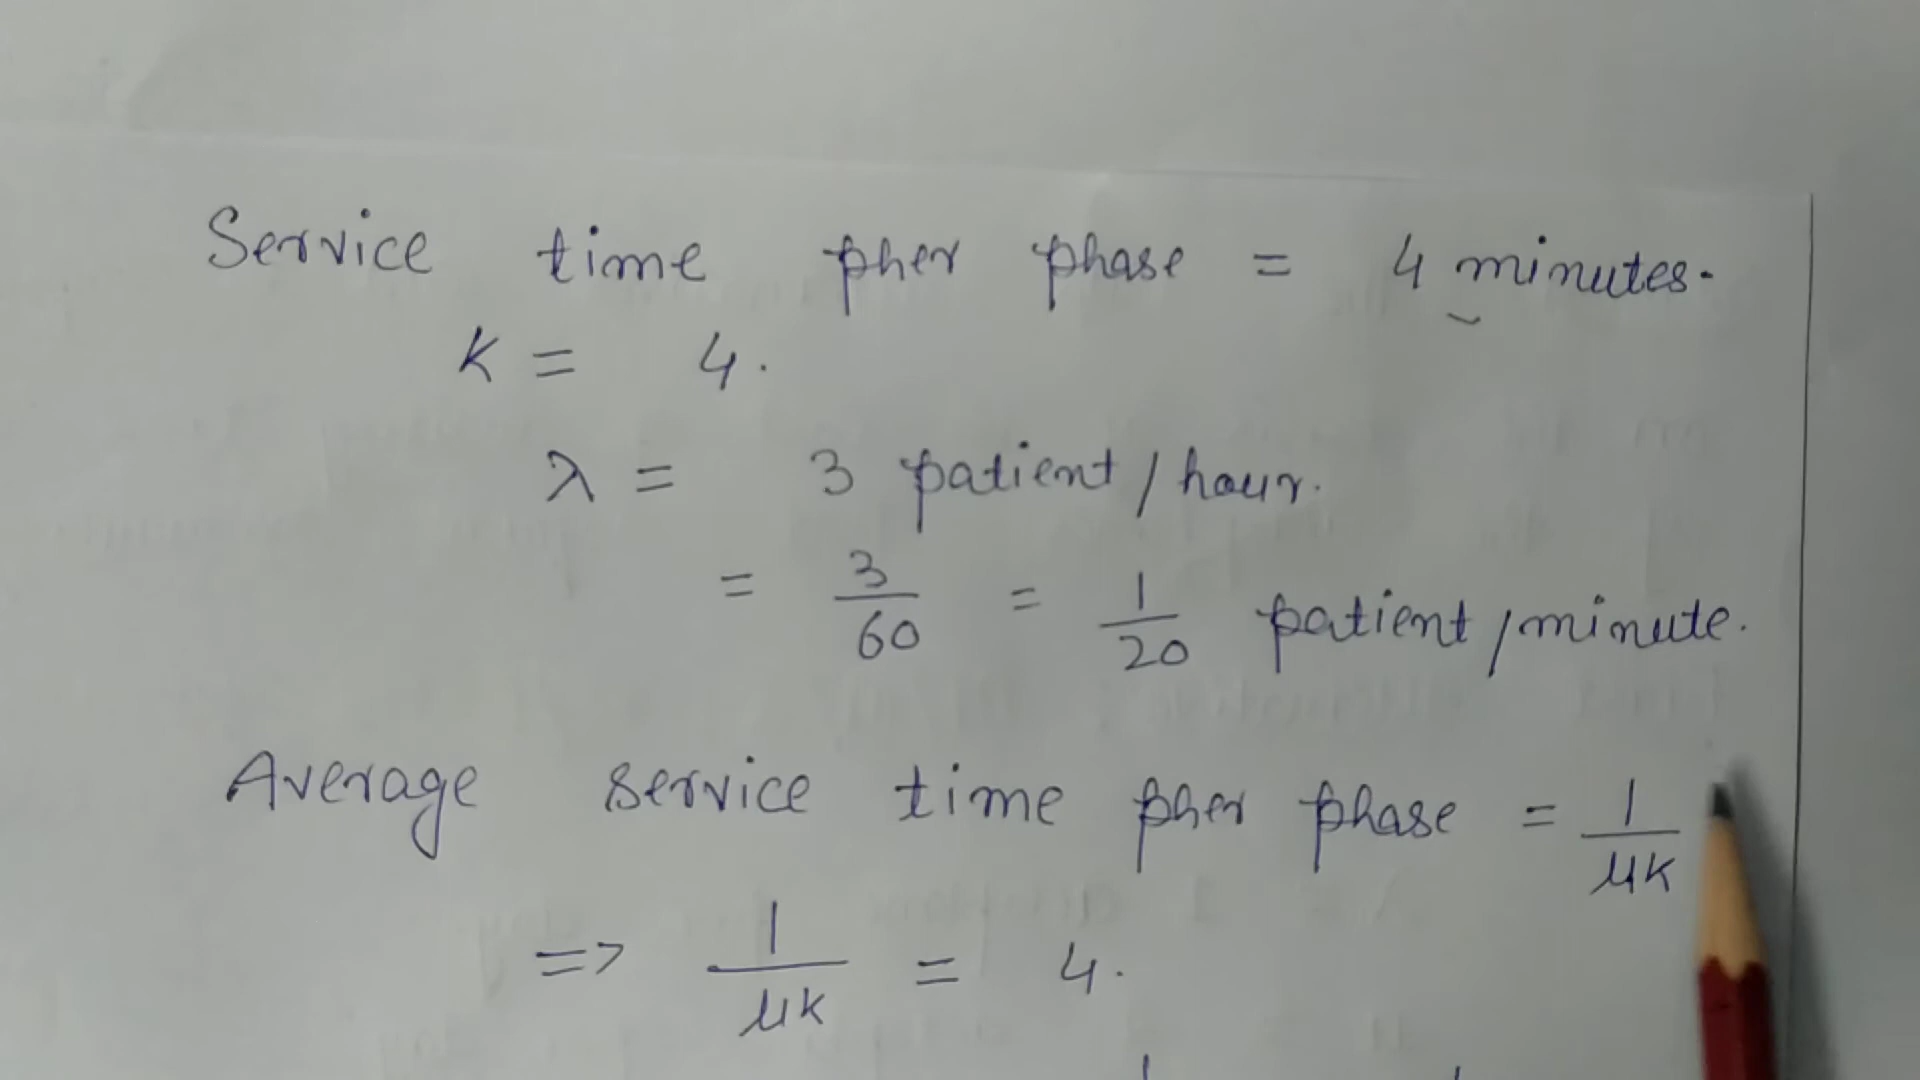 Service time pher phase = 4 minutes.
K = 4.
λ = 3 patient / hour.
= 3/60 = 1/20 patient / minute.
Average service time pher phase = 1/μK
=> 1/μK = 4.